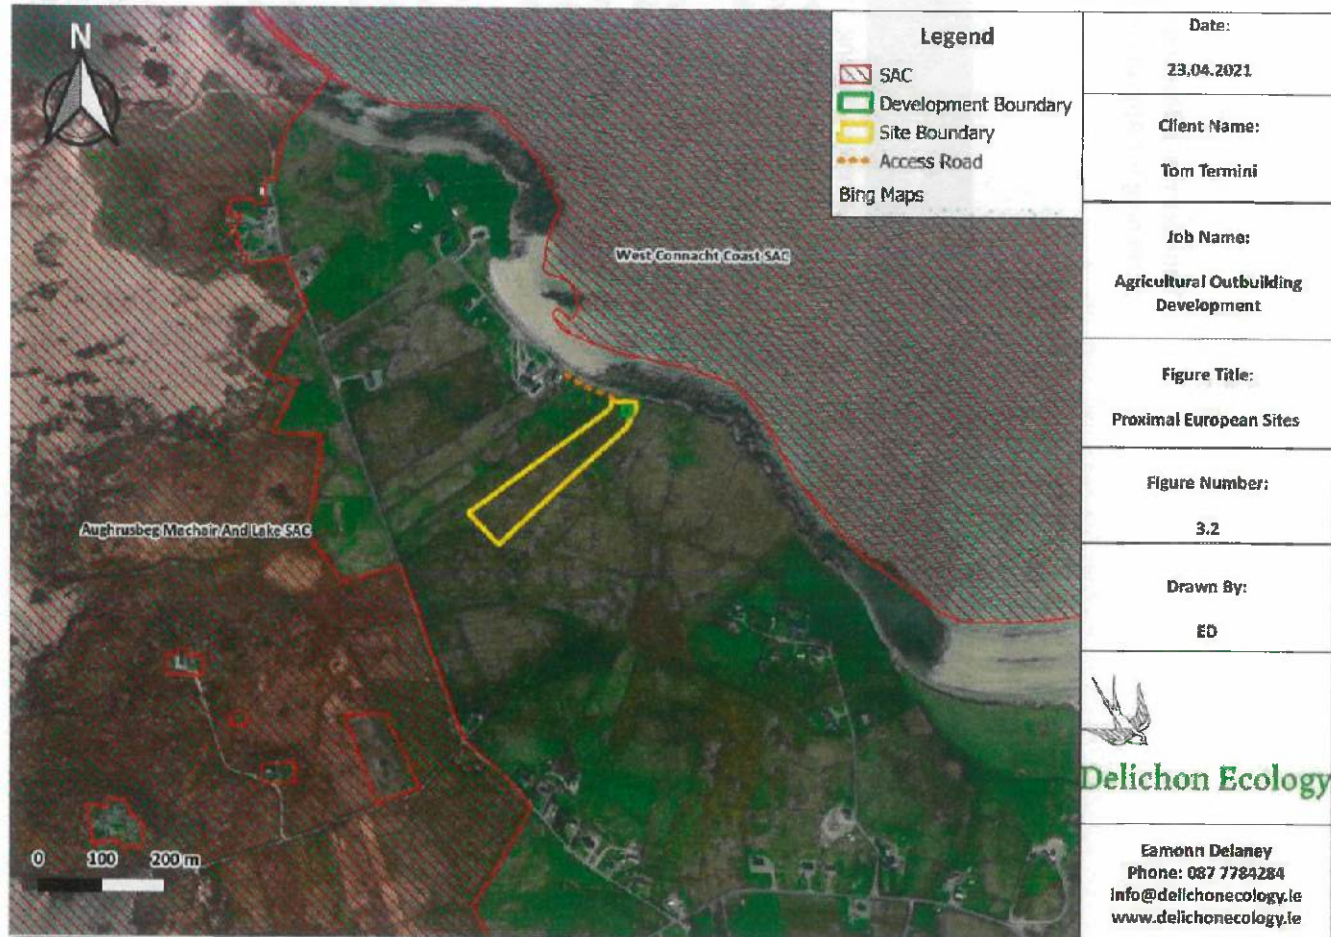 N
Legend
SAC
Development Boundary
Site Boundary
Access Road
Bing Maps
West Connacht Coast SAC
Aughrusbeg Machair And Lake SAC
0 100 200 m
Date:
23.04.2021
Client Name:
Tom Termini
Job Name:
Agricultural Outbuilding
Development
Figure Title:
Proximal European Sites
Figure Number:
3.2
Drawn By:
ED
Delichon Ecology
Eamonn Delaney
Phone: 087 7784284
info@delichonecology.ie
www.delichonecology.ie